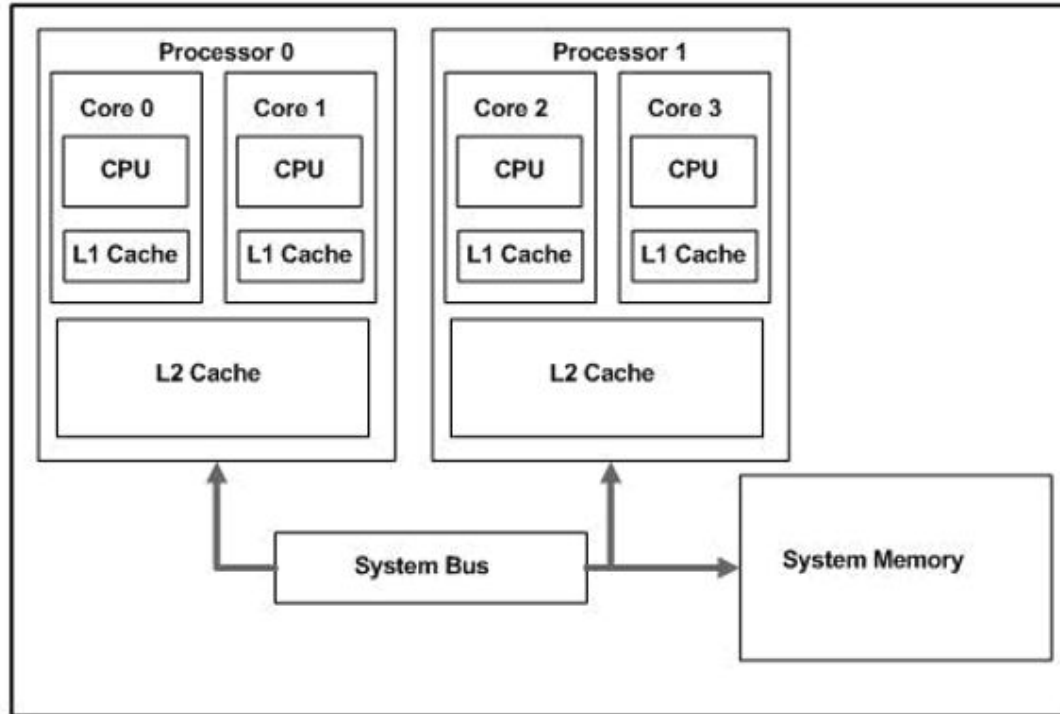 Processor 0
Processor 1
Core 0
Core 1
Core 2
Core 3
CPU
CPU
CPU
CPU
L1 Cache
L1 Cache
L1 Cache
L1 Cache
L2 Cache
L2 Cache
System Bus
System Memory